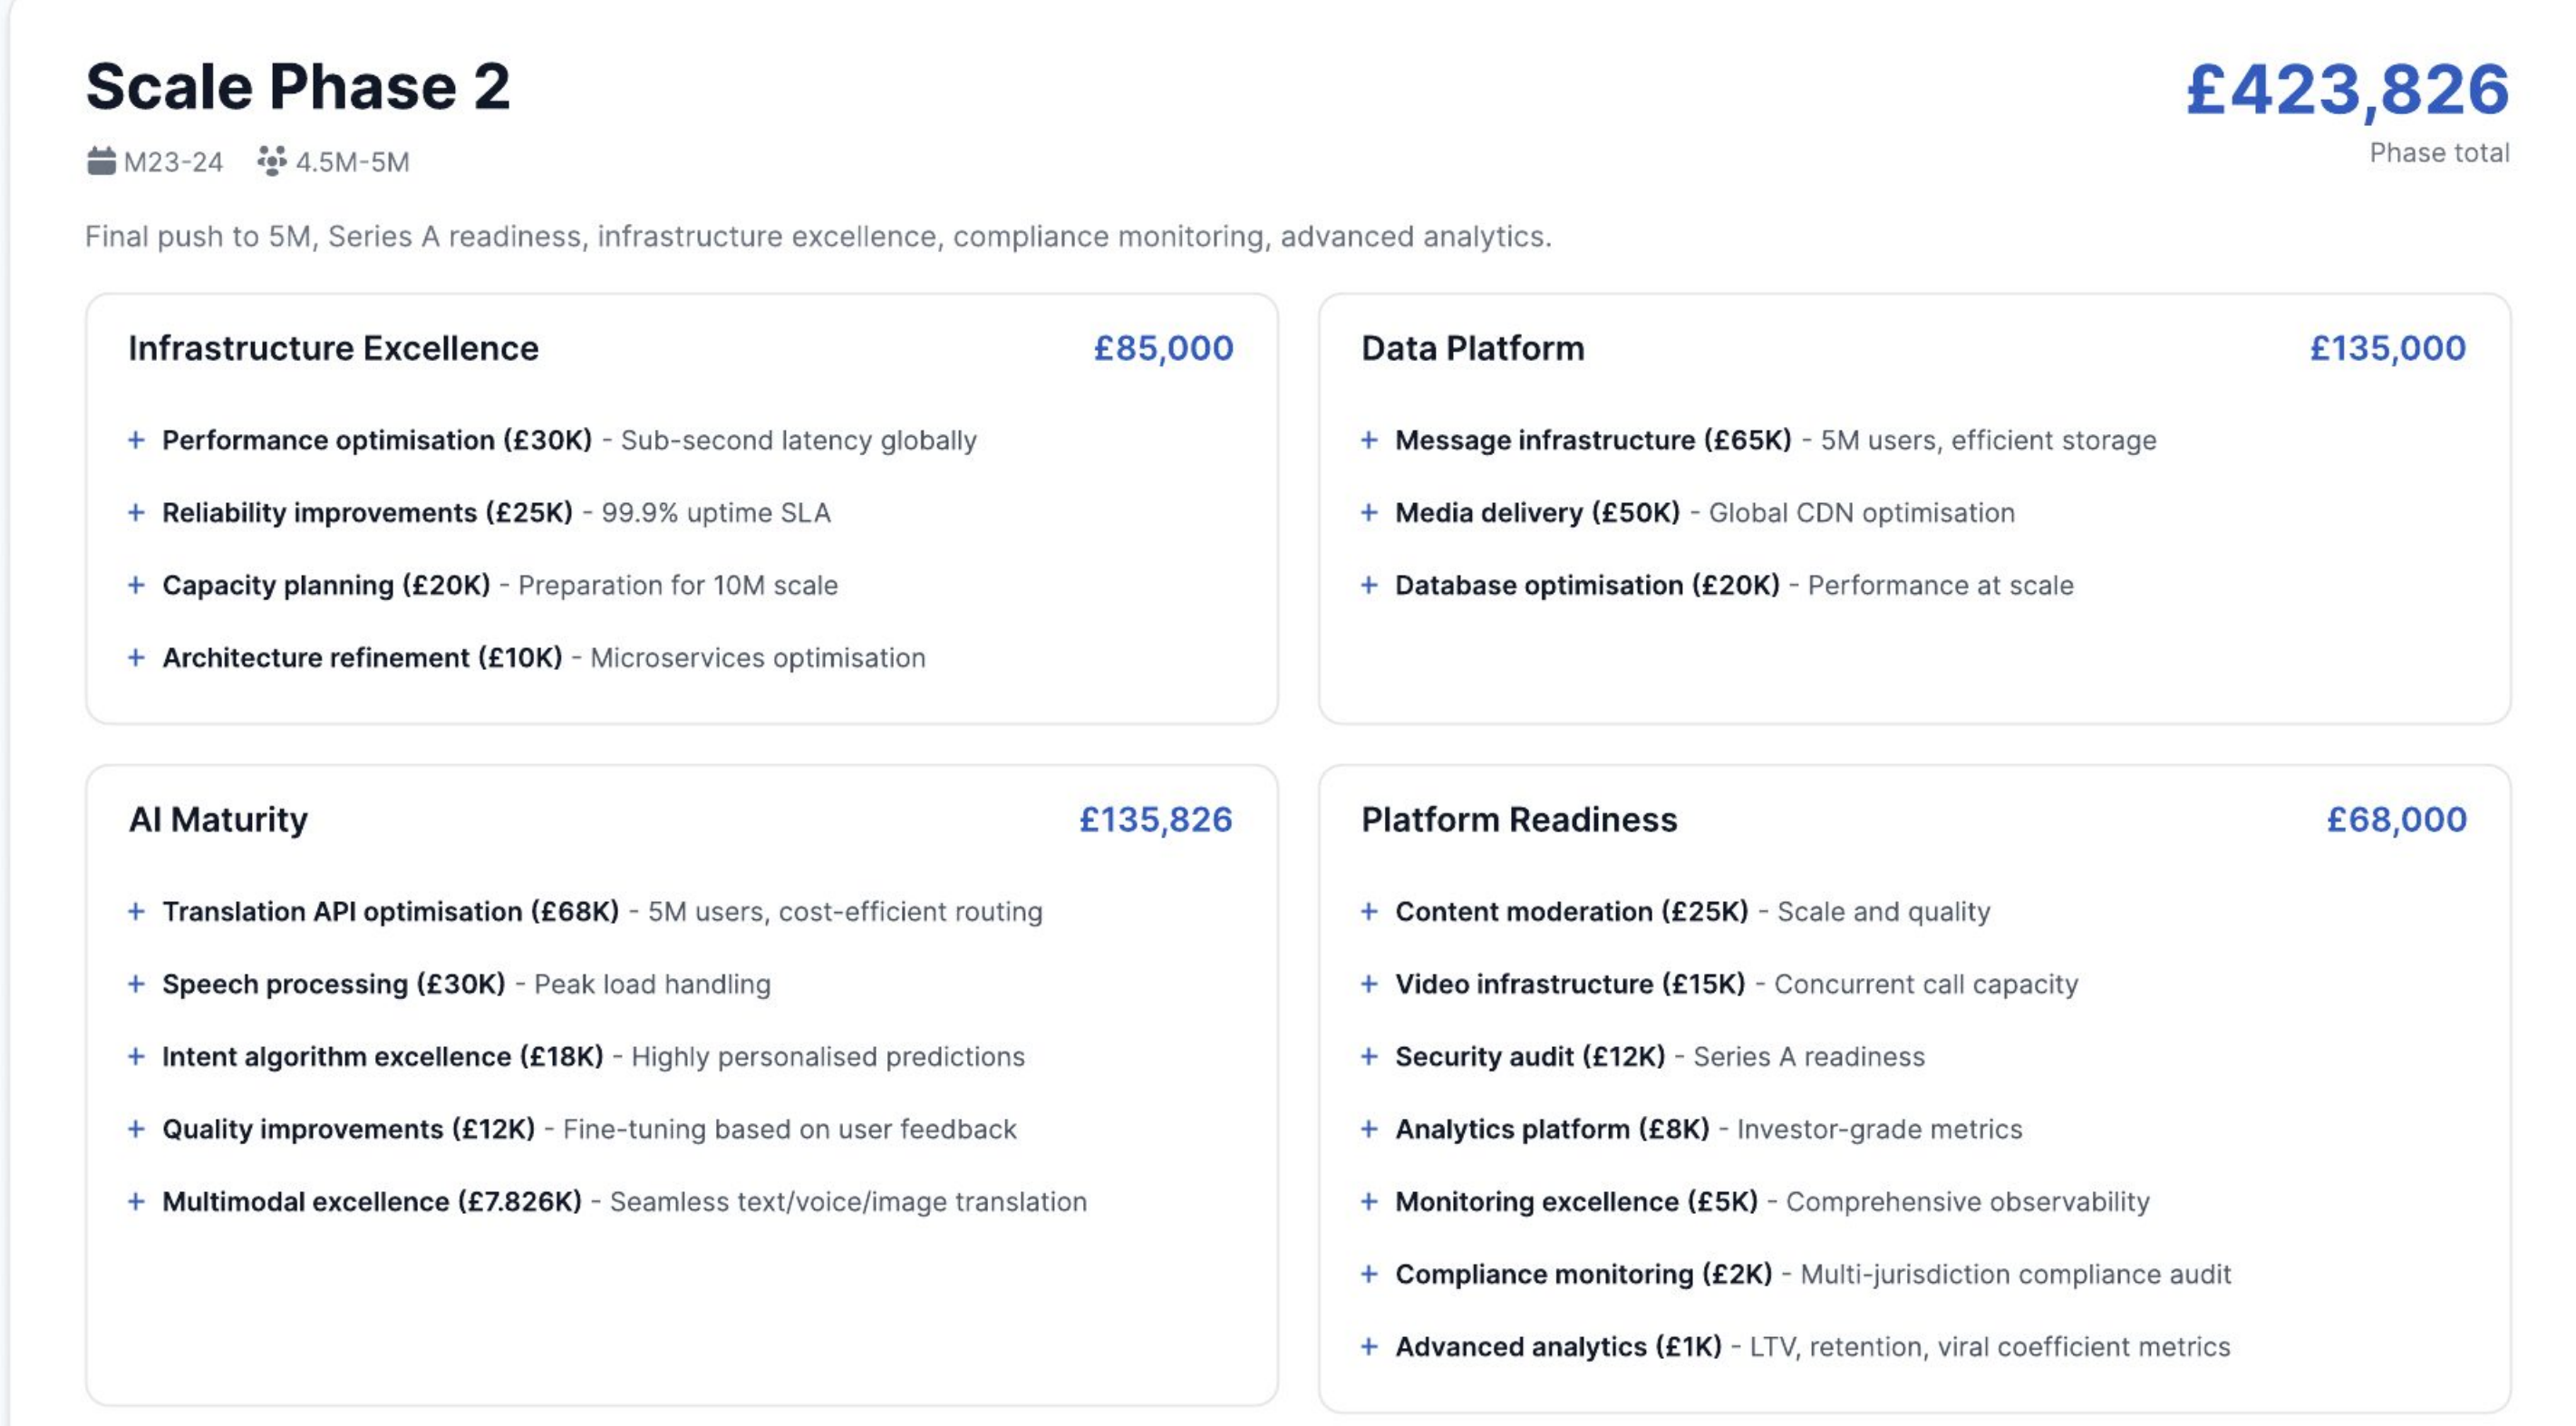 Scale Phase 2
£423,826
M23-24 4.5M-5M
Phase total
Final push to 5M, Series A readiness, infrastructure excellence, compliance monitoring, advanced analytics.
Infrastructure Excellence £85,000
+ Performance optimisation (£30K) - Sub-second latency globally
+ Reliability improvements (£25K) - 99.9% uptime SLA
+ Capacity planning (£20K) - Preparation for 10M scale
+ Architecture refinement (£10K) - Microservices optimisation
Data Platform £135,000
+ Message infrastructure (£65K) - 5M users, efficient storage
+ Media delivery (£50K) - Global CDN optimisation
+ Database optimisation (£20K) - Performance at scale
AI Maturity £135,826
+ Translation API optimisation (£68K) - 5M users, cost-efficient routing
+ Speech processing (£30K) - Peak load handling
+ Intent algorithm excellence (£18K) - Highly personalised predictions
+ Quality improvements (£12K) - Fine-tuning based on user feedback
+ Multimodal excellence (£7.826K) - Seamless text/voice/image translation
Platform Readiness £68,000
+ Content moderation (£25K) - Scale and quality
+ Video infrastructure (£15K) - Concurrent call capacity
+ Security audit (£12K) - Series A readiness
+ Analytics platform (£8K) - Investor-grade metrics
+ Monitoring excellence (£5K) - Comprehensive observability
+ Compliance monitoring (£2K) - Multi-jurisdiction compliance audit
+ Advanced analytics (£1K) - LTV, retention, viral coefficient metrics